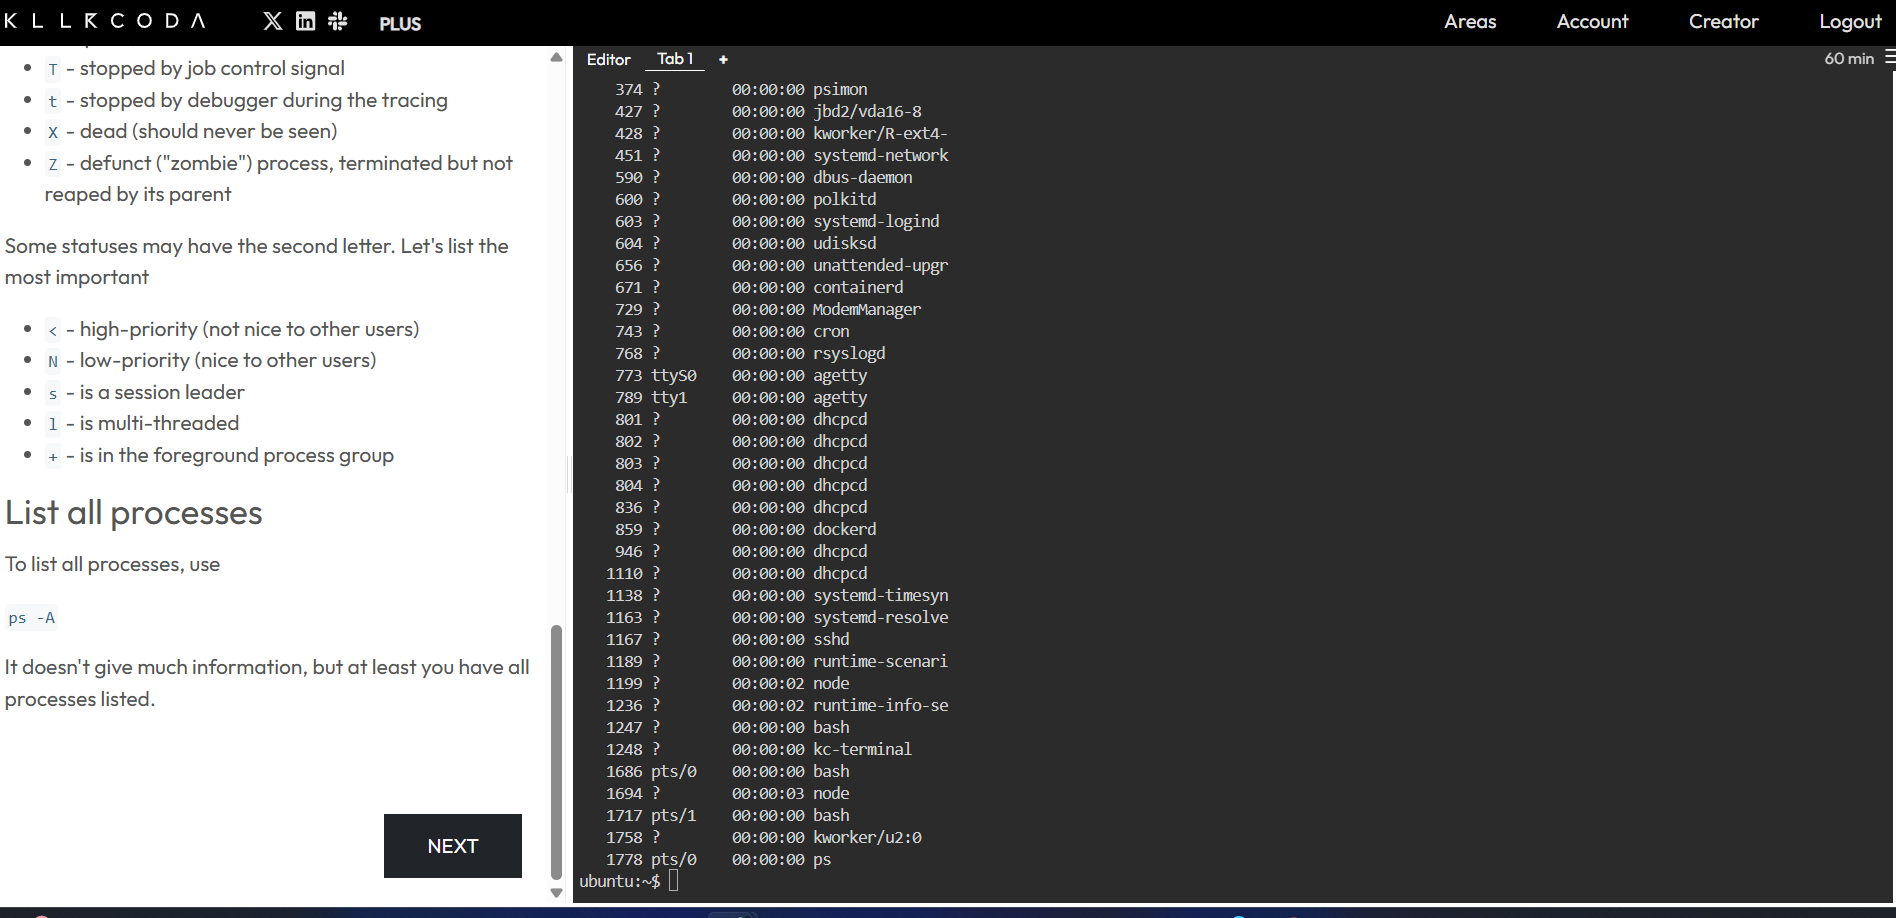 KLLRCODA PLUS Areas Account Creator Logout
T - stopped by job control signal
t - stopped by debugger during the tracing
X - dead (should never be seen)
Z - defunct ("zombie") process, terminated but not
reaped by its parent
Some statuses may have the second letter. Let's list the
most important
< - high-priority (not nice to other users)
N - low-priority (nice to other users)
s - is a session leader
l - is multi-threaded
+ - is in the foreground process group
List all processes
To list all processes, use
ps -A
It doesn't give much information, but at least you have all
processes listed.
NEXT
Editor Tab 1 + 60 min
374 ? 00:00:00 psimon
427 ? 00:00:00 jbd2/vda16-8
428 ? 00:00:00 kworker/R-ext4-
451 ? 00:00:00 systemd-network
590 ? 00:00:00 dbus-daemon
600 ? 00:00:00 polkitd
603 ? 00:00:00 systemd-logind
604 ? 00:00:00 udisksd
656 ? 00:00:00 unattended-upgr
671 ? 00:00:00 containerd
729 ? 00:00:00 ModemManager
743 ? 00:00:00 cron
768 ? 00:00:00 rsyslogd
773 ttyS0 00:00:00 agetty
789 tty1 00:00:00 agetty
801 ? 00:00:00 dhcpcd
802 ? 00:00:00 dhcpcd
803 ? 00:00:00 dhcpcd
804 ? 00:00:00 dhcpcd
836 ? 00:00:00 dhcpcd
859 ? 00:00:00 dockerd
946 ? 00:00:00 dhcpcd
1110 ? 00:00:00 dhcpcd
1138 ? 00:00:00 systemd-timesyn
1163 ? 00:00:00 systemd-resolve
1167 ? 00:00:00 sshd
1189 ? 00:00:00 runtime-scenari
1199 ? 00:00:02 node
1236 ? 00:00:02 runtime-info-se
1247 ? 00:00:00 bash
1248 ? 00:00:00 kc-terminal
1686 pts/0 00:00:00 bash
1694 ? 00:00:03 node
1717 pts/1 00:00:00 bash
1758 ? 00:00:00 kworker/u2:0
1778 pts/0 00:00:00 ps
ubuntu:~$